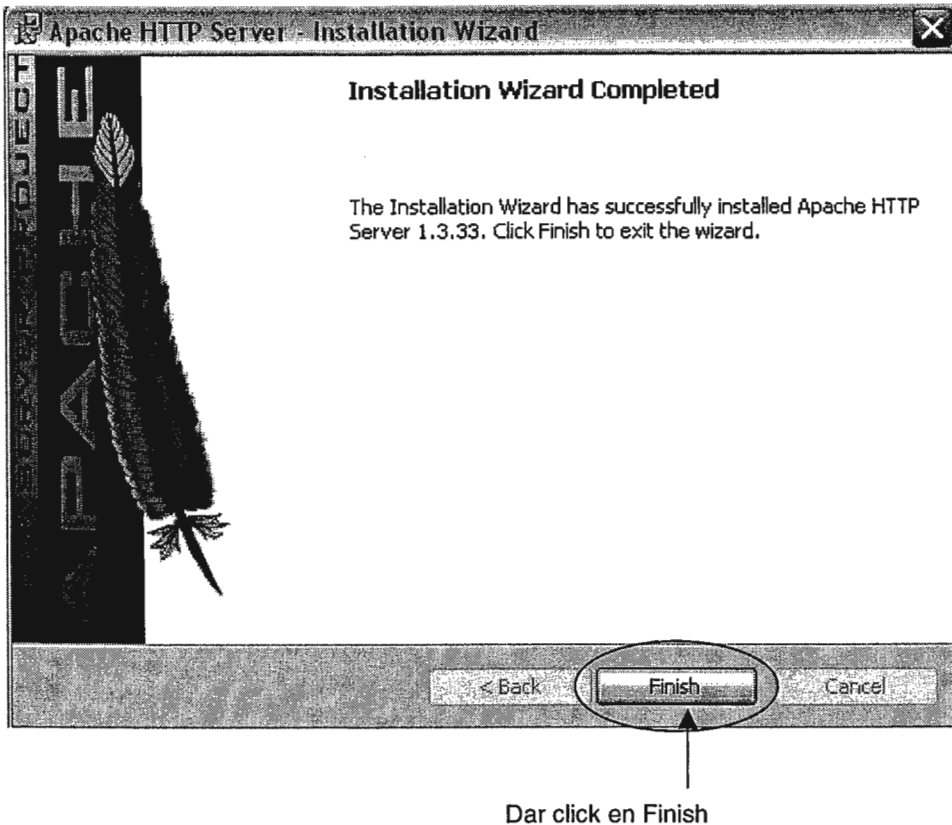 Apache HTTP Server - Installation Wizard
APACHE
Installation Wizard Completed
The Installation Wizard has successfully installed Apache HTTP
Server 1.3.33. Click Finish to exit the wizard.
< Back
Finish
Cancel
Dar click en Finish